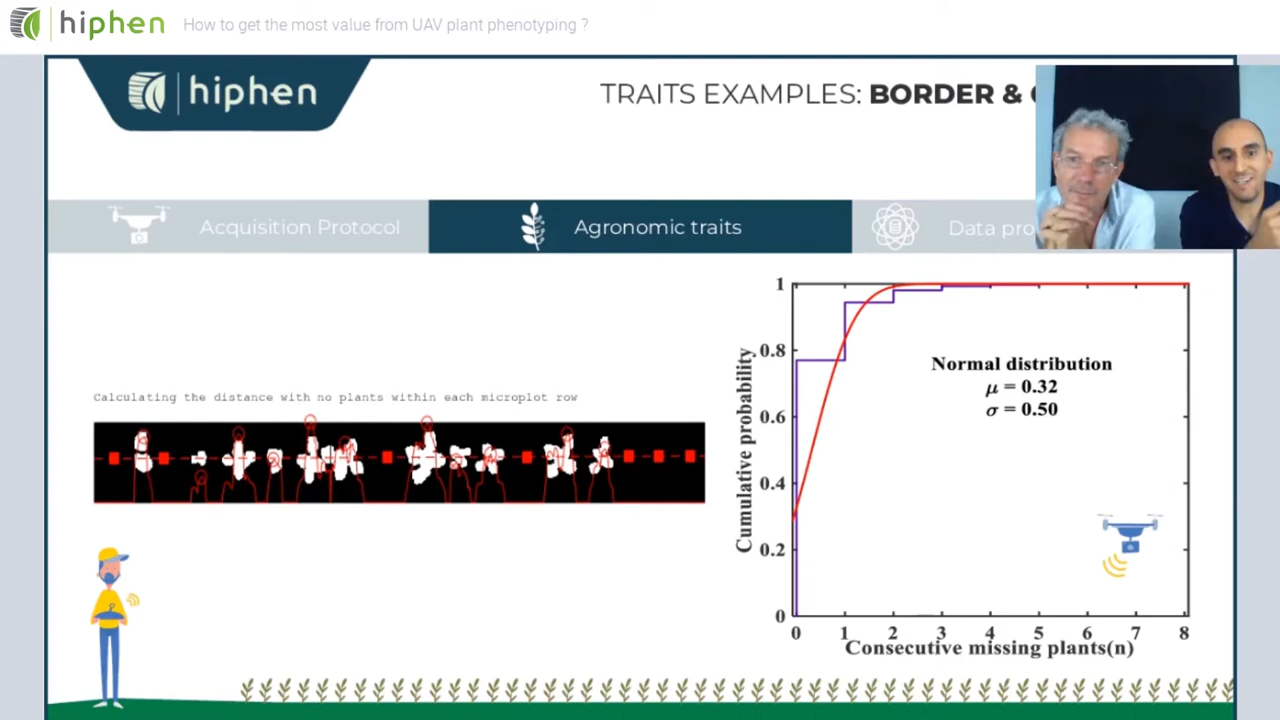 hiphen How to get the most value from UAV plant phenotyping ?
hiphen
TRAITS EXAMPLES: BORDER &
Acquisition Protocol
Agronomic traits
Data
Calculating the distance with no plants within each microplot row
Cumulative probability
1
0.8
0.6
0.4
0.2
0
Normal distribution
μ = 0.32
σ = 0.50
0 1 2 3 4 5 6 7 8
Consecutive missing plants(n)